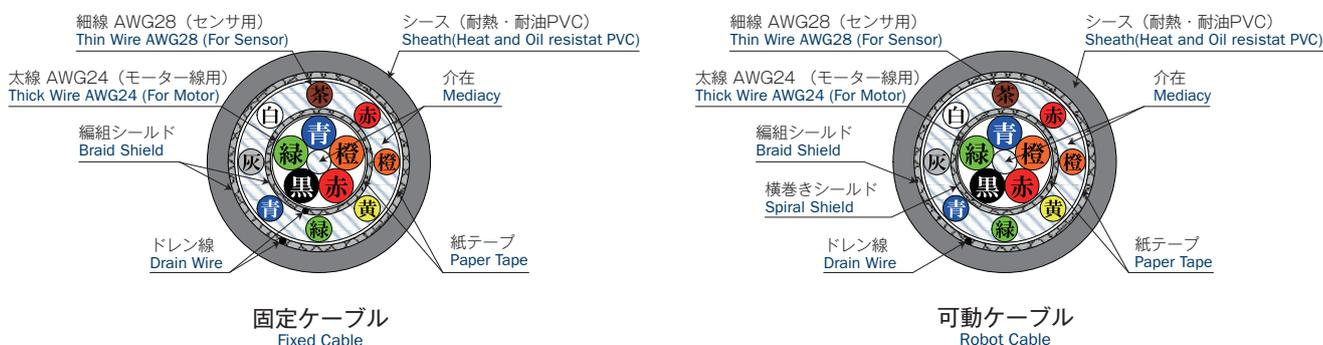 細線 AWG28（センサ用）
Thin Wire AWG28 (For Sensor)
シース（耐熱・耐油PVC）
Sheath(Heat and Oil resistat PVC)
太線 AWG24（モーター線用）
Thick Wire AWG24 (For Motor)
介在
Mediacy
編組シールド
Braid Shield
ドレン線
Drain Wire
紙テープ
Paper Tape
茶
白
赤
灰
橙
青
黄
緑
青
緑
橙
黒
赤
固定ケーブル
Fixed Cable
細線 AWG28（センサ用）
Thin Wire AWG28 (For Sensor)
シース（耐熱・耐油PVC）
Sheath(Heat and Oil resistat PVC)
太線 AWG24 （モーター線用）
Thick Wire AWG24 (For Motor)
介在
Mediacy
編組シールド
Braid Shield
横巻きシールド
Spiral Shield
ドレン線
Drain Wire
紙テープ
Paper Tape
茶
白
赤
灰
橙
青
黄
緑
青
緑
橙
黒
赤
可動ケーブル
Robot Cable